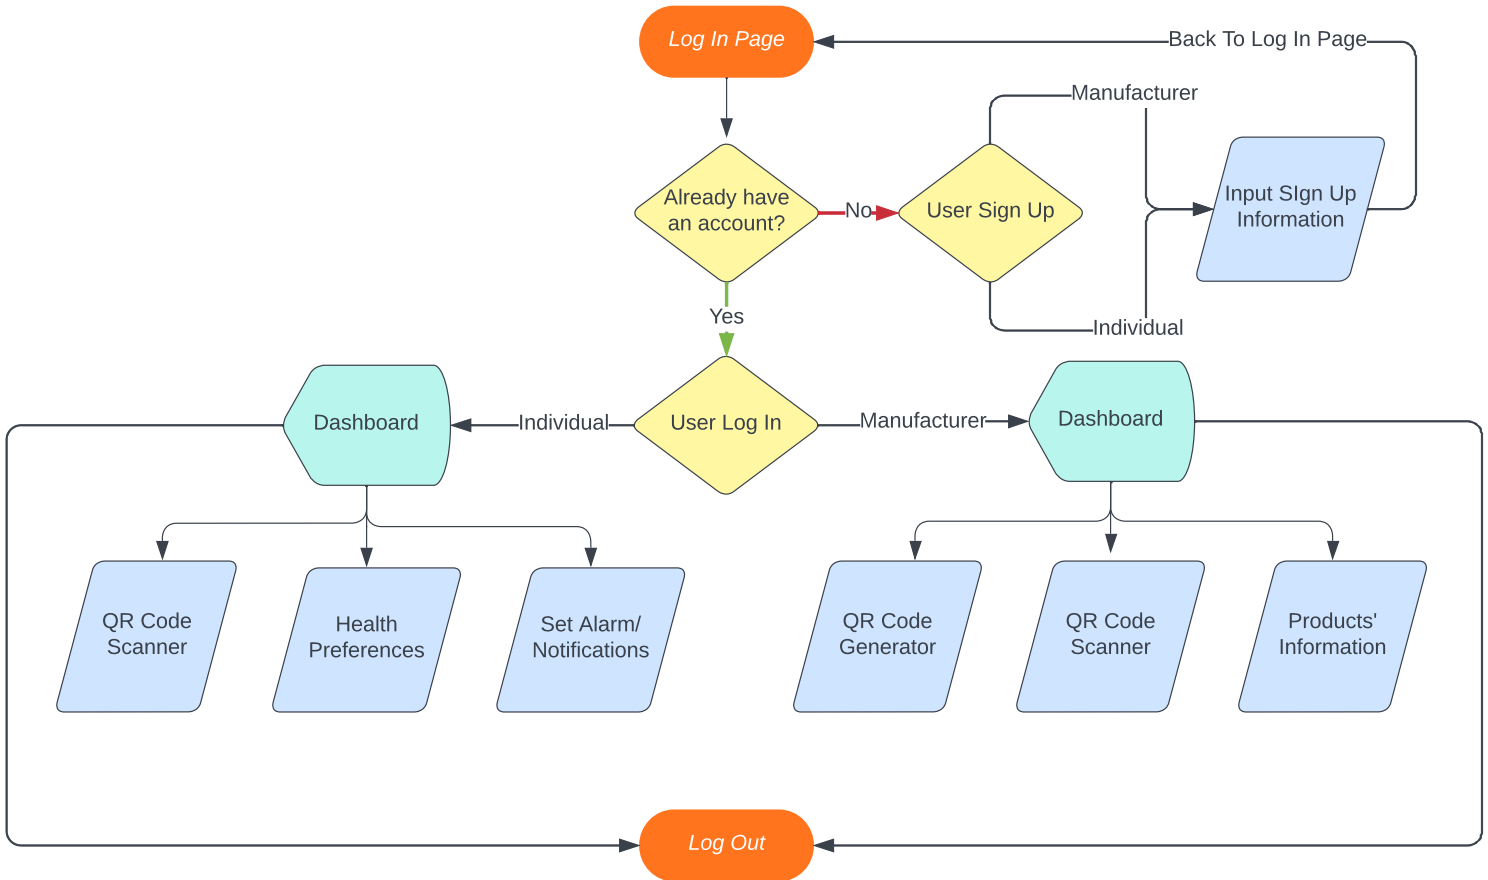 Log In Page
Back To Log In Page
Manufacturer
Already have
an account?
No
User Sign Up
Input SIgn Up
Information
Yes
Individual
Dashboard
Individual
User Log In
Manufacturer
Dashboard
QR Code
Scanner
Health
Preferences
Set Alarm/
Notifications
QR Code
Generator
QR Code
Scanner
Products'
Information
Log Out